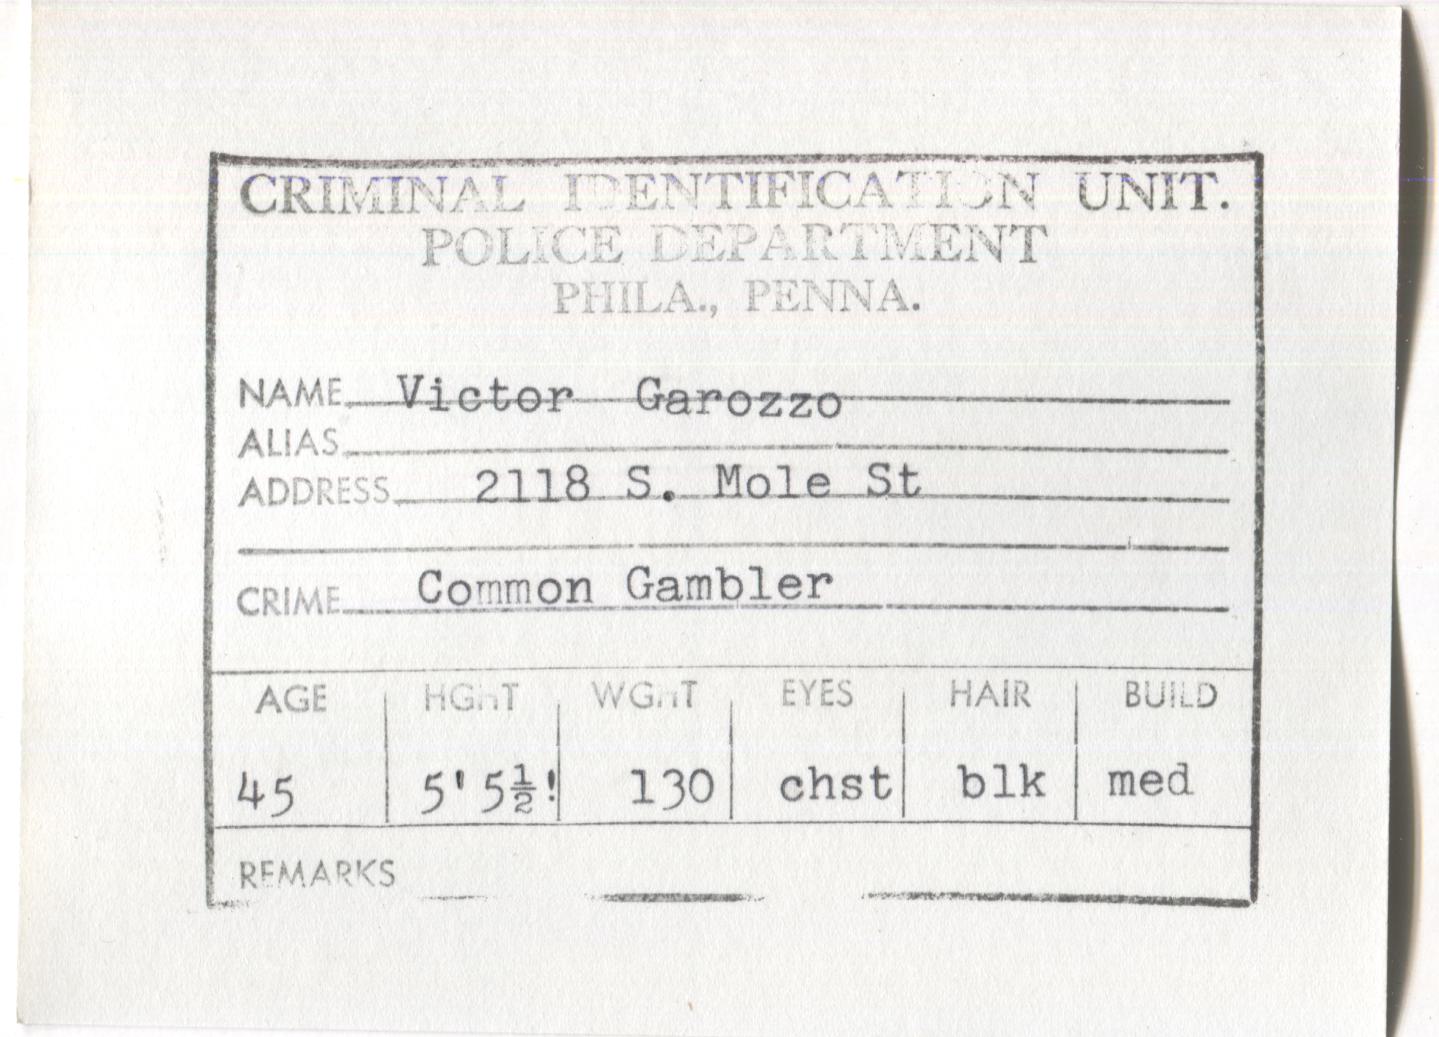 CRIMINAL IDENTIFICATION UNIT.
POLICE DEPARTMENT
PHILA., PENNA.
NAME Victor Garozzo
ALIAS
ADDRESS 2118 S. Mole St
CRIME Common Gambler
AGE HGhT WGhT EYES HAIR BUILD
45 5'5½! 130 chst blk med
REMARKS